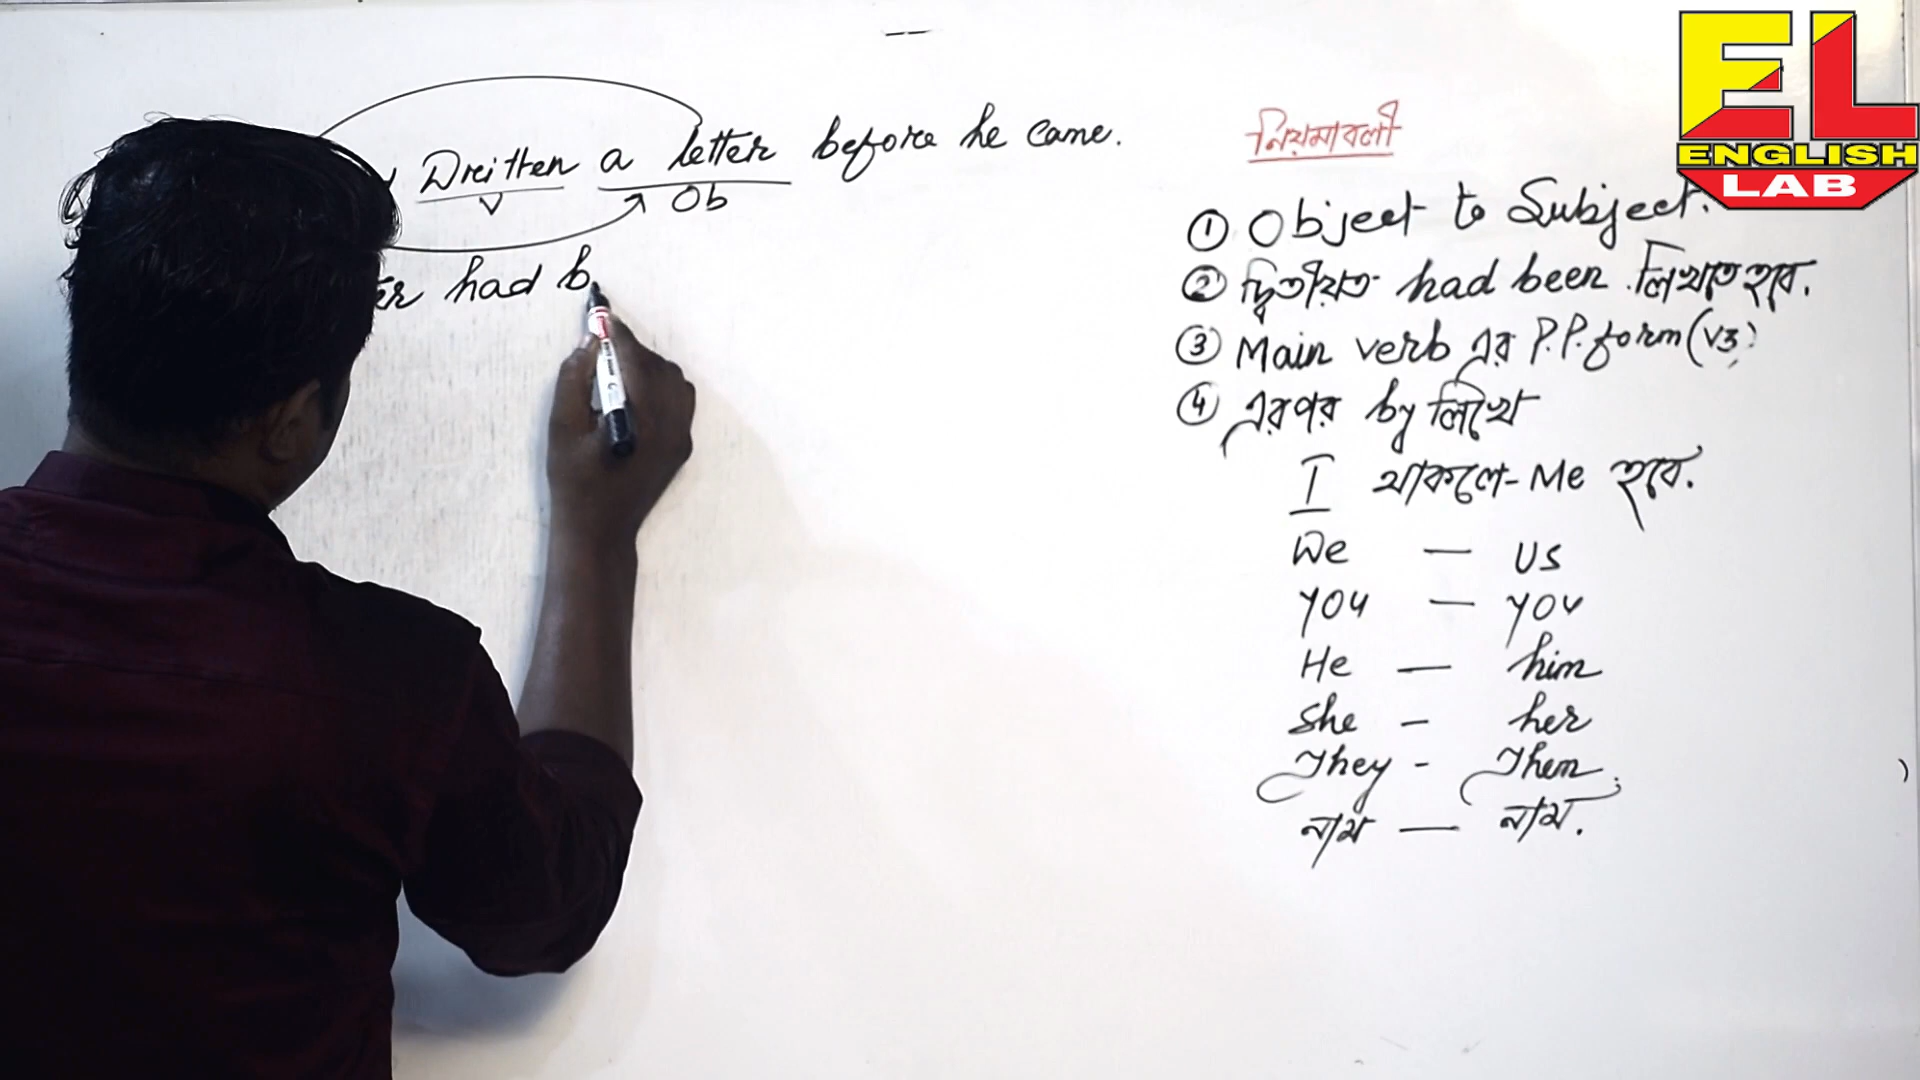 written a letter before he came.
V Ob
had b
নিয়মাবলী
① Object to Subject.
② দ্বিতীয়ত had been লিখতে হবে.
③ Main verb এর P.P. form (V3)
④ এরপর by লিখে
I থাকলে - Me হবে.
We — us
you — you
He — him
She - her
They - Them
নাম — নাম.
EL
ENGLISH
LAB